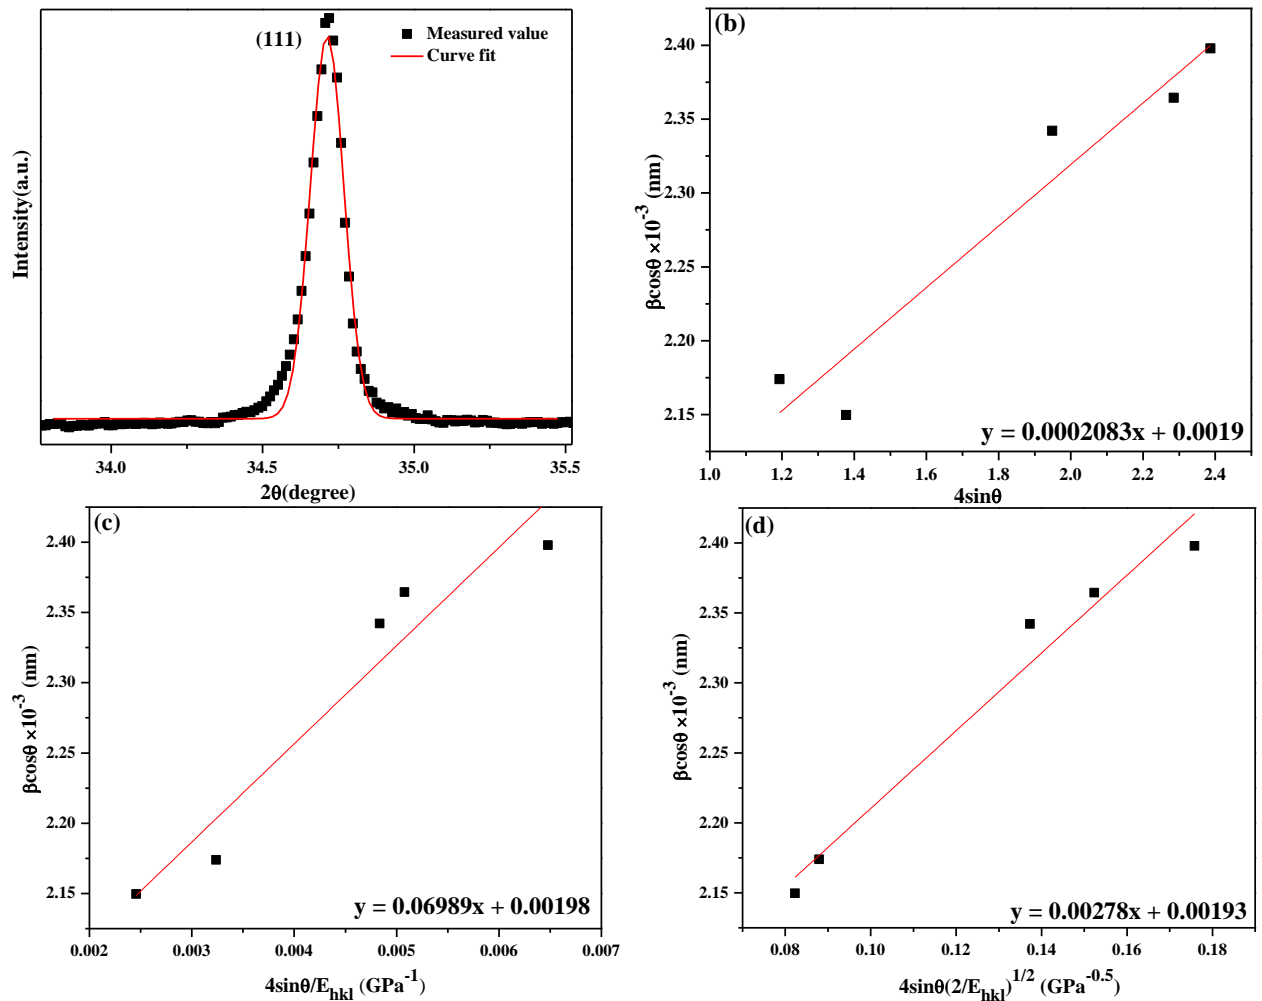 (111)
Measured value
Curve fit
Intensity(a.u.)
34.0 34.5 35.0 35.5
2θ(degree)
(b)
2.40
2.35
2.30
2.25
2.20
2.15
βcosθ ×10⁻³ (nm)
y = 0.0002083x + 0.0019
1.0 1.2 1.4 1.6 1.8 2.0 2.2 2.4
4sinθ
(c)
2.40
2.35
2.30
2.25
2.20
2.15
βcosθ ×10⁻³ (nm)
y = 0.06989x + 0.00198
0.002 0.003 0.004 0.005 0.006 0.007
4sinθ/E_hkl (GPa⁻¹)
(d)
2.40
2.35
2.30
2.25
2.20
2.15
βcosθ ×10⁻³ (nm)
y = 0.00278x + 0.00193
0.08 0.10 0.12 0.14 0.16 0.18
4sinθ(2/E_hkl)^1/2 (GPa^-0.5)